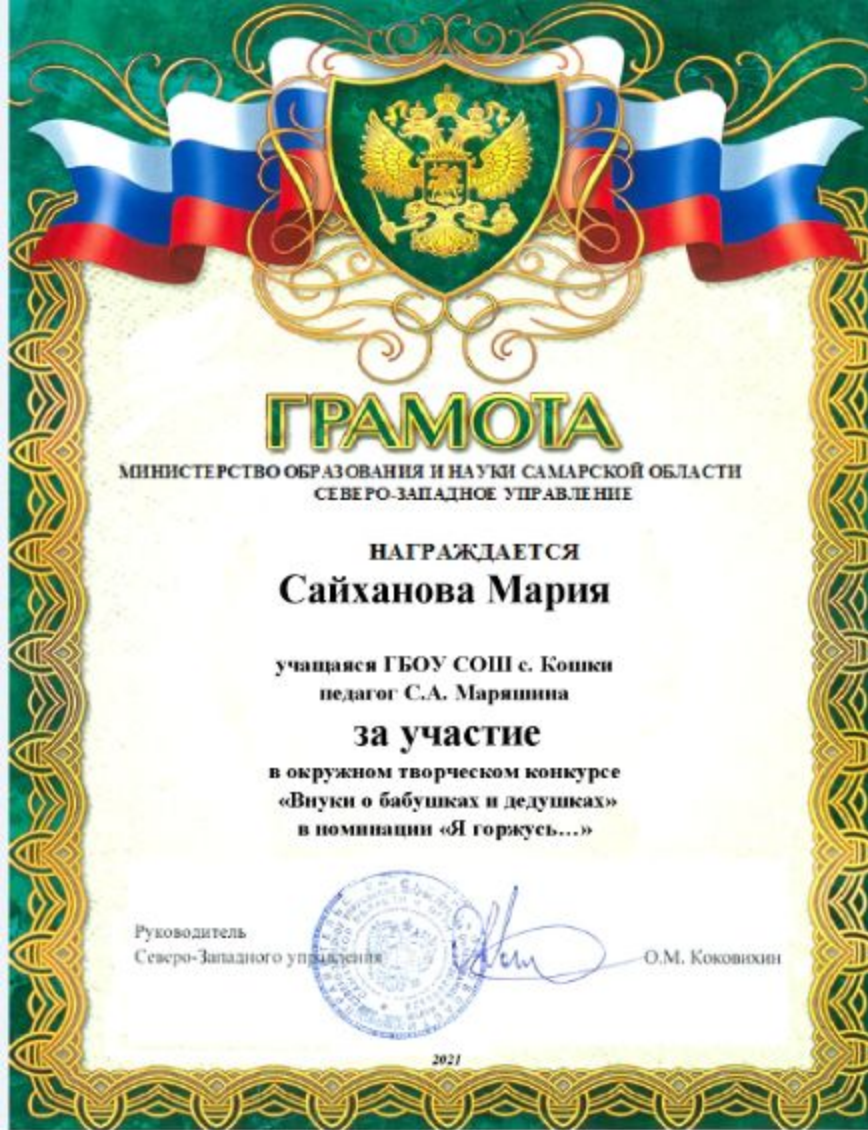 ГРАМОТА
МИНИСТЕРСТВО ОБРАЗОВАНИЯ И НАУКИ САМАРСКОЙ ОБЛАСТИ
СЕВЕРО-ЗАПАДНОЕ УПРАВЛЕНИЕ
НАГРАЖДАЕТСЯ
Сайханова Мария
учащаяся ГБОУ СОШ с. Кошки
педагог С.А. Маряшина
за участие
в окружном творческом конкурсе
«Внуки о бабушках и дедушках»
в номинации «Я горжусь...»
Руководитель
Северо-Западного управления О.М. Коковихин
2021